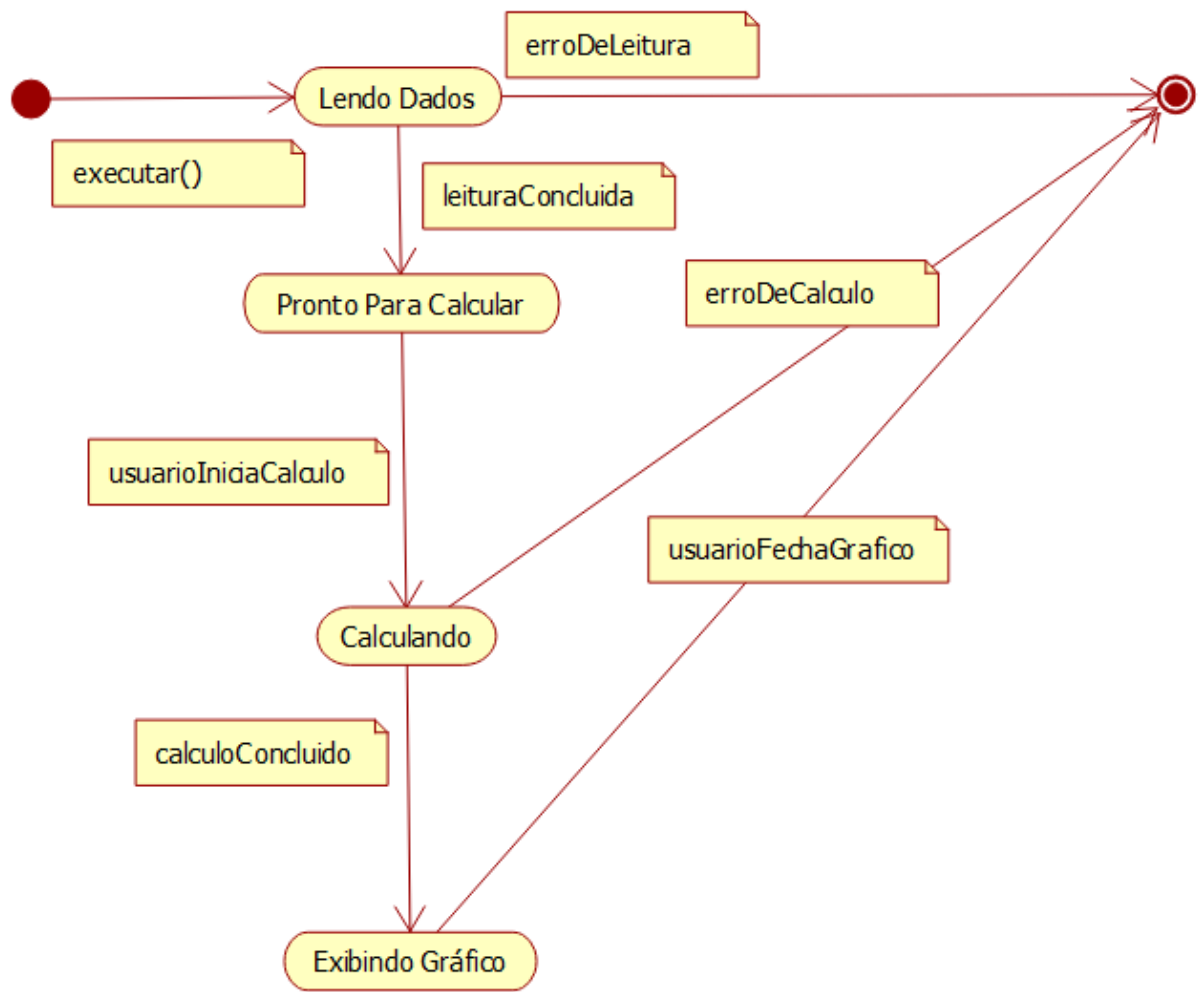 erroDeLeitura
Lendo Dados
executar()
leituraConcluida
Pronto Para Calcular
erroDeCalculo
usuarioIniciaCalculo
usuarioFechaGrafico
Calculando
calculoConcluido
Exibindo Gráfico